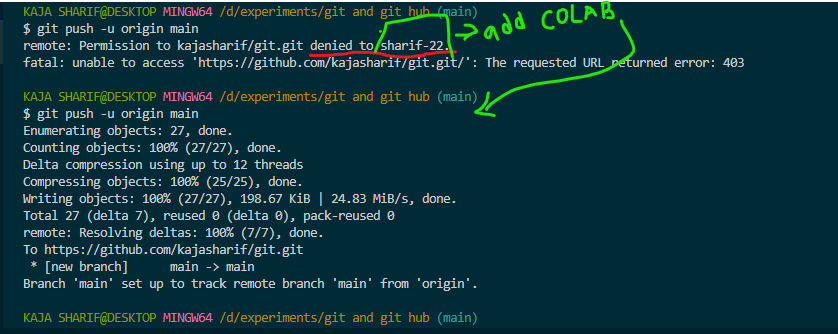 KAJA SHARIF@DESKTOP MINGW64 /d/experiments/git and git hub (main)
$ git push -u origin main
remote: Permission to kajasharif/git.git denied to sharif-22.
add COLAB
fatal: unable to access 'https://github.com/kajasharif/git.git/': The requested URL returned error: 403
KAJA SHARIF@DESKTOP MINGW64 /d/experiments/git and git hub (main)
$ git push -u origin main
Enumerating objects: 27, done.
Counting objects: 100% (27/27), done.
Delta compression using up to 12 threads
Compressing objects: 100% (25/25), done.
Writing objects: 100% (27/27), 198.67 KiB | 24.83 MiB/s, done.
Total 27 (delta 7), reused 0 (delta 0), pack-reused 0
remote: Resolving deltas: 100% (7/7), done.
To https://github.com/kajasharif/git.git
 * [new branch]      main -> main
Branch 'main' set up to track remote branch 'main' from 'origin'.
KAJA SHARIF@DESKTOP MINGW64 /d/experiments/git and git hub (main)